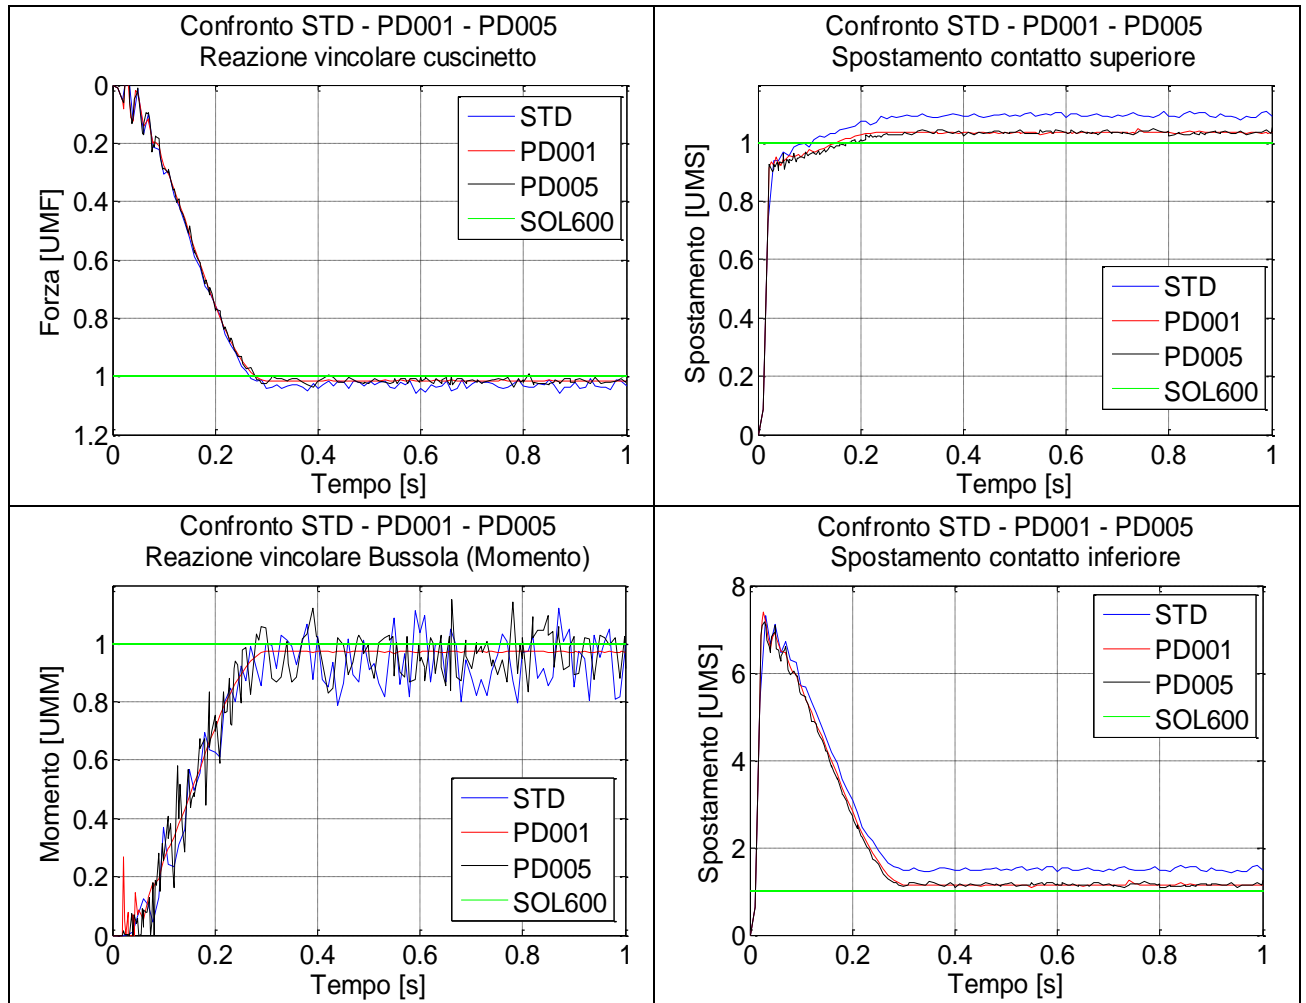 Confronto STD - PD001 - PD005
Reazione vincolare cuscinetto
0
0.2
0.4
0.6
0.8
1
1.2
Forza [UMF]
STD
PD001
PD005
SOL600
0 0.2 0.4 0.6 0.8 1
Tempo [s]
Confronto STD - PD001 - PD005
Spostamento contatto superiore
1
0.8
0.6
0.4
0.2
0
Spostamento [UMS]
STD
PD001
PD005
SOL600
0 0.2 0.4 0.6 0.8 1
Tempo [s]
Confronto STD - PD001 - PD005
Reazione vincolare Bussola (Momento)
1
0.8
0.6
0.4
0.2
0
Momento [UMM]
STD
PD001
PD005
SOL600
0 0.2 0.4 0.6 0.8 1
Tempo [s]
Confronto STD - PD001 - PD005
Spostamento contatto inferiore
8
6
4
2
0
Spostamento [UMS]
STD
PD001
PD005
SOL600
0 0.2 0.4 0.6 0.8 1
Tempo [s]